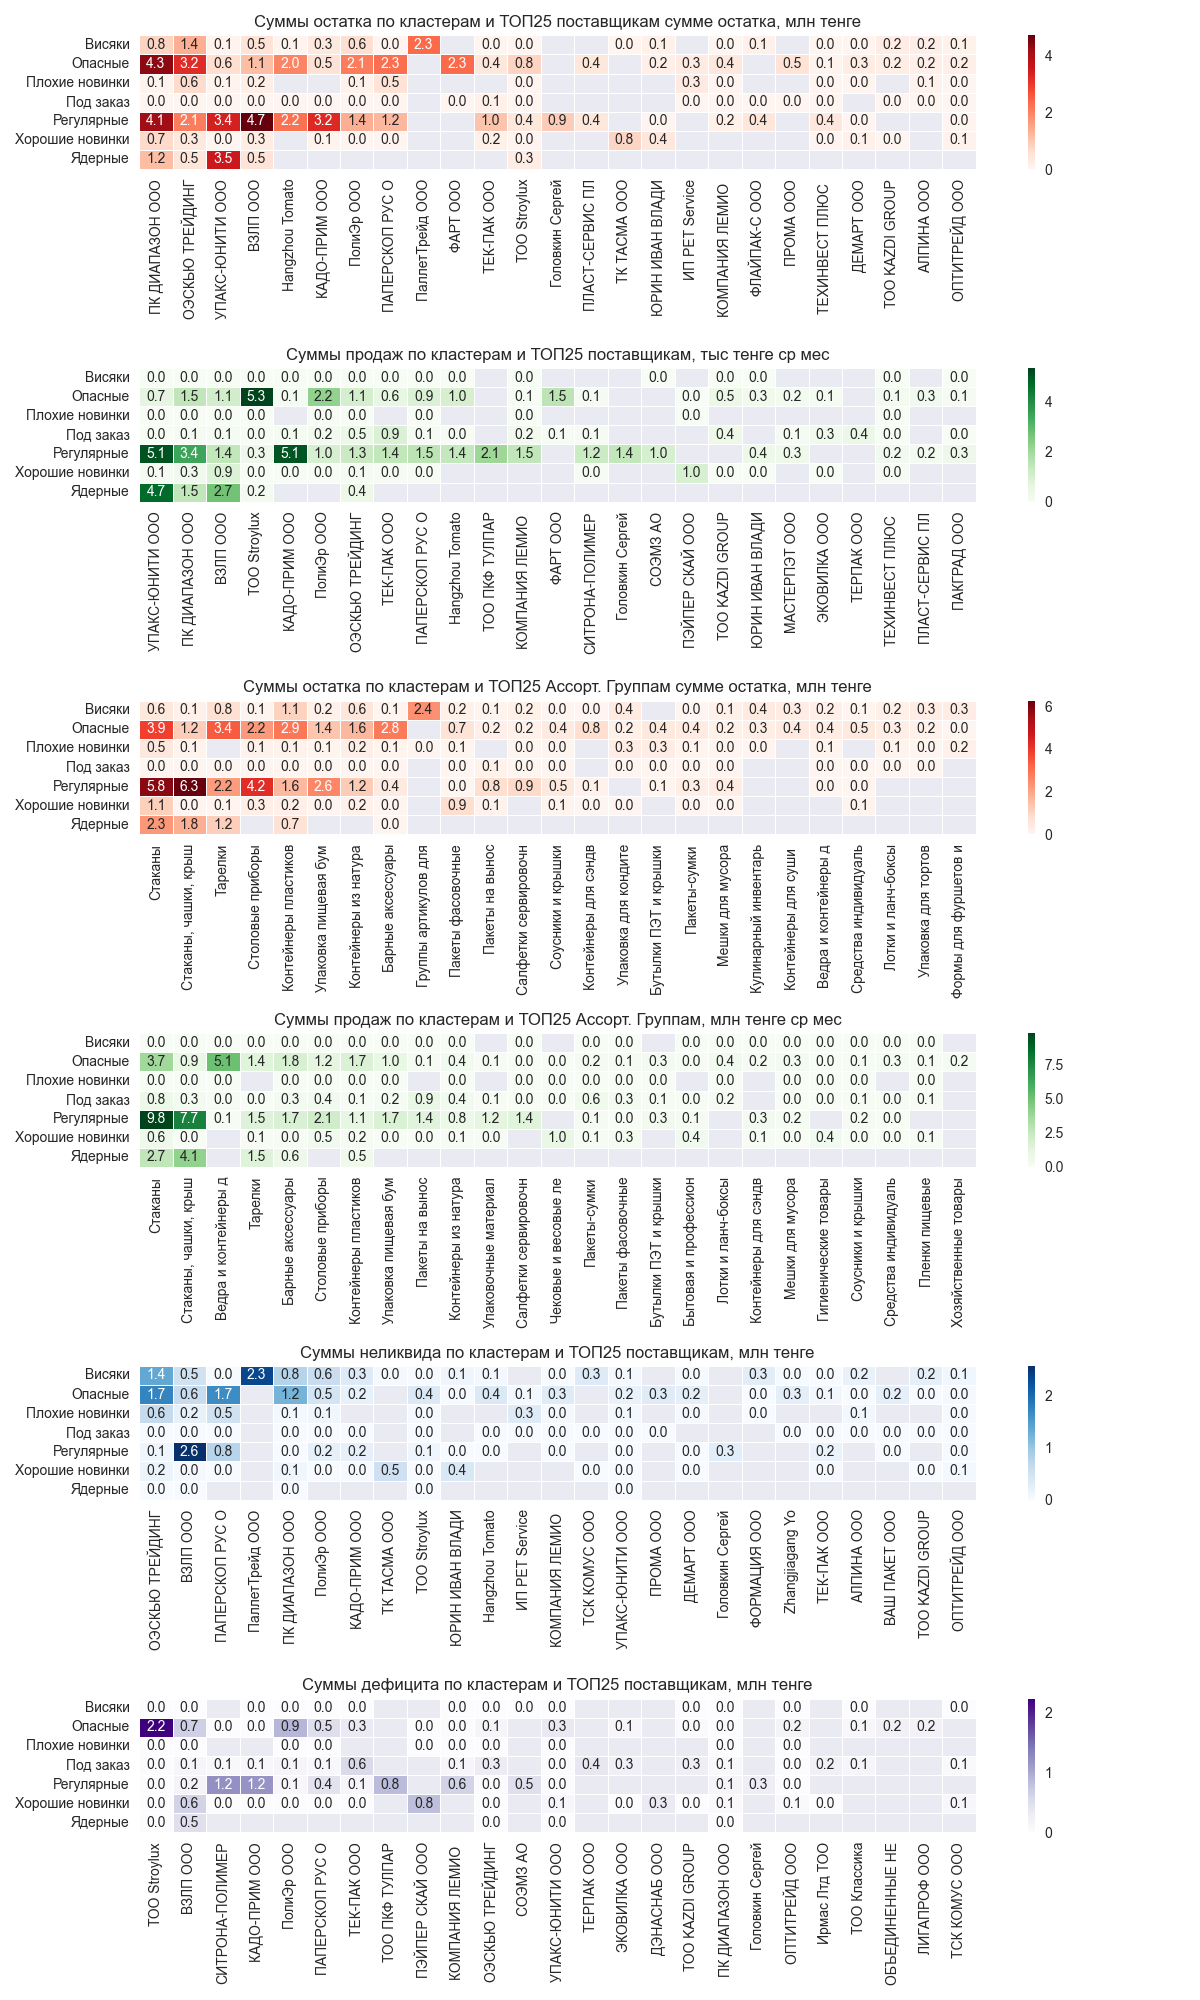 Суммы остатка по кластерам и ТОП25 поставщикам сумме остатка, млн тенге
Висяки 0.8 1.4 0.1 0.5 0.1 0.3 0.6 0.0 2.3 0.0 0.0 0.0 0.1 0.0 0.1 0.0 0.0 0.2 0.2 0.1
Опасные 4.3 3.2 0.6 1.1 2.0 0.5 2.1 2.3 2.3 0.4 0.8 0.4 0.2 0.3 0.4 0.5 0.1 0.3 0.2 0.2 0.2
Плохие новинки 0.1 0.6 0.1 0.2 0.1 0.5 0.0 0.3 0.0 0.0 0.0 0.1 0.0
Под заказ 0.0 0.0 0.0 0.0 0.0 0.0 0.0 0.0 0.0 0.1 0.0 0.0 0.0 0.0 0.0 0.0 0.0 0.0 0.0
Регулярные 4.1 2.1 3.4 4.7 2.2 3.2 1.4 1.2 1.0 0.4 0.9 0.4 0.0 0.2 0.4 0.4 0.0 0.0
Хорошие новинки 0.7 0.3 0.0 0.3 0.1 0.0 0.0 0.2 0.0 0.8 0.4 0.0 0.1 0.0 0.1
Ядерные 1.2 0.5 3.5 0.5 0.3
4
2
0
ПК ДИАПАЗОН ООО
ОЭСКЬЮ ТРЕЙДИНГ
УПАКС-ЮНИТИ ООО
ВЗЛП ООО
Hangzhou Tomato
КАДО-ПРИМ ООО
ПолиЭр ООО
ПАПЕРСКОП РУС О
ПаллетТрейд ООО
ФАРТ ООО
ТЕК-ПАК ООО
ТОО Stroylux
Головкин Сергей
ПЛАСТ-СЕРВИС ПЛ
ТК ТАСМА ООО
ЮРИН ИВАН ВЛАДИ
ИП РЕТ Service
КОМПАНИЯ ЛЕМИО
ФЛАЙПАК-С ООО
ПРОМА ООО
ТЕХИНВЕСТ ПЛЮС
ДЕМАРТ ООО
ТОО KAZDI GROUP
АЛПИНА ООО
ОПТИТРЕЙД ООО
Суммы продаж по кластерам и ТОП25 поставщикам, тыс тенге ср мес
Висяки 0.0 0.0 0.0 0.0 0.0 0.0 0.0 0.0 0.0 0.0 0.0 0.0 0.0 0.0 0.0 0.0
Опасные 0.7 1.5 1.1 5.3 0.1 2.2 1.1 0.6 0.9 1.0 0.1 1.5 0.1 0.0 0.5 0.3 0.2 0.1 0.1 0.3 0.1
Плохие новинки 0.0 0.0 0.0 0.0 0.0 0.0 0.0 0.0 0.0 0.0
Под заказ 0.0 0.1 0.1 0.0 0.1 0.2 0.5 0.9 0.1 0.0 0.2 0.1 0.1 0.4 0.1 0.3 0.4 0.0 0.0
Регулярные 5.1 3.4 1.4 0.3 5.1 1.0 1.3 1.4 1.5 1.4 2.1 1.5 1.2 1.4 1.0 0.4 0.3 0.2 0.2 0.3
Хорошие новинки 0.1 0.3 0.9 0.0 0.0 0.0 0.1 0.0 0.0 0.0 1.0 0.0 0.0 0.0 0.0
Ядерные 4.7 1.5 2.7 0.2 0.4
4
2
0
УПАКС-ЮНИТИ ООО
ПК ДИАПАЗОН ООО
ВЗЛП ООО
ТОО Stroylux
КАДО-ПРИМ ООО
ПолиЭр ООО
ОЭСКЬЮ ТРЕЙДИНГ
ТЕК-ПАК ООО
ПАПЕРСКОП РУС О
Hangzhou Tomato
ТОО ПКФ ТУЛПАР
КОМПАНИЯ ЛЕМИО
ФАРТ ООО
СИТРОНА-ПОЛИМЕР
Головкин Сергей
СОЭМЗ АО
ПЭЙПЕР СКАЙ ООО
ТОО KAZDI GROUP
ЮРИН ИВАН ВЛАДИ
МАСТЕРПЭТ ООО
ЭКОВИЛКА ООО
ТЕРПАК ООО
ТЕХИНВЕСТ ПЛЮС
ПЛАСТ-СЕРВИС ПЛ
ПАКГРАД ООО
Суммы остатка по кластерам и ТОП25 Ассорт. Группам сумме остатка, млн тенге
Висяки 0.6 0.1 0.8 0.1 1.1 0.2 0.6 0.1 2.4 0.2 0.1 0.2 0.0 0.0 0.4 0.0 0.1 0.4 0.3 0.2 0.1 0.2 0.3 0.3
Опасные 3.9 1.2 3.4 2.2 2.9 1.4 1.6 2.8 0.7 0.2 0.2 0.4 0.8 0.2 0.4 0.4 0.2 0.3 0.4 0.4 0.5 0.3 0.2 0.0
Плохие новинки 0.5 0.1 0.1 0.1 0.1 0.2 0.1 0.0 0.1 0.0 0.0 0.3 0.3 0.1 0.0 0.0 0.1 0.1 0.0 0.2
Под заказ 0.0 0.0 0.0 0.0 0.0 0.0 0.0 0.0 0.0 0.1 0.0 0.0 0.0 0.0 0.0 0.0 0.0 0.0 0.0 0.0
Регулярные 5.8 6.3 2.2 4.2 1.6 2.6 1.2 0.4 0.0 0.8 0.9 0.5 0.1 0.1 0.3 0.4 0.0 0.0
Хорошие новинки 1.1 0.0 0.1 0.3 0.2 0.0 0.2 0.0 0.9 0.1 0.1 0.0 0.0 0.0 0.0 0.1
Ядерные 2.3 1.8 1.2 0.7 0.0
6
4
2
0
Стаканы
Стаканы, чашки, крыш
Тарелки
Столовые приборы
Контейнеры пластиков
Упаковка пищевая бум
Контейнеры из натура
Барные аксессуары
Группы артикулов для
Пакеты фасовочные
Пакеты на вынос
Салфетки сервировочн
Соусники и крышки
Контейнеры для сэндв
Упаковка для кондите
Бутылки ПЭТ и крышки
Пакеты-сумки
Мешки для мусора
Кулинарный инвентарь
Контейнеры для суши
Ведра и контейнеры д
Средства индивидуаль
Лотки и ланч-боксы
Упаковка для тортов
Формы для фуршетов и
Суммы продаж по кластерам и ТОП25 Ассорт. Группам, млн тенге ср мес
Висяки 0.0 0.0 0.0 0.0 0.0 0.0 0.0 0.0 0.0 0.0 0.0 0.0 0.0 0.0 0.0 0.0 0.0 0.0 0.0 0.0 0.0 0.0
Опасные 3.7 0.9 5.1 1.4 1.8 1.2 1.7 1.0 0.1 0.4 0.1 0.0 0.0 0.2 0.1 0.3 0.0 0.4 0.2 0.3 0.0 0.1 0.3 0.1 0.2
Плохие новинки 0.0 0.0 0.0 0.0 0.0 0.0 0.0 0.0 0.0 0.0 0.0 0.0 0.0 0.0 0.0 0.0 0.0
Под заказ 0.8 0.3 0.0 0.0 0.3 0.4 0.1 0.2 0.9 0.4 0.1 0.0 0.0 0.6 0.3 0.1 0.0 0.2 0.0 0.0 0.1 0.0 0.1
Регулярные 9.8 7.7 0.1 1.5 1.7 2.1 1.1 1.7 1.4 0.8 1.2 1.4 0.1 0.0 0.3 0.1 0.3 0.2 0.2 0.0
Хорошие новинки 0.6 0.0 0.1 0.0 0.5 0.2 0.0 0.0 0.1 0.0 1.0 0.1 0.3 0.4 0.1 0.0 0.4 0.0 0.0 0.1
Ядерные 2.7 4.1 1.5 0.6 0.5
7.5
5.0
2.5
0.0
Стаканы
Стаканы, чашки, крыш
Ведра и контейнеры д
Тарелки
Барные аксессуары
Столовые приборы
Контейнеры пластиков
Упаковка пищевая бум
Пакеты на вынос
Контейнеры из натура
Упаковочные материал
Салфетки сервировочн
Чековые и весовые ле
Пакеты-сумки
Пакеты фасовочные
Бутылки ПЭТ и крышки
Бытовая и профессион
Лотки и ланч-боксы
Контейнеры для сэндв
Мешки для мусора
Гигиенические товары
Соусники и крышки
Средства индивидуаль
Пленки пищевые
Хозяйственные товары
Суммы неликвида по кластерам и ТОП25 поставщикам, млн тенге
Висяки 1.4 0.5 0.0 2.3 0.8 0.6 0.3 0.0 0.0 0.1 0.1 0.0 0.3 0.1 0.3 0.0 0.0 0.2 0.2 0.1
Опасные 1.7 0.6 1.7 1.2 0.5 0.2 0.4 0.0 0.4 0.1 0.3 0.2 0.3 0.2 0.0 0.3 0.1 0.0 0.2 0.0 0.0
Плохие новинки 0.6 0.2 0.5 0.1 0.1 0.0 0.3 0.0 0.1 0.0 0.0 0.1 0.0
Под заказ 0.0 0.0 0.0 0.0 0.0 0.0 0.0 0.0 0.0 0.0 0.0 0.0 0.0 0.0 0.0 0.0 0.0 0.0 0.0 0.0
Регулярные 0.1 2.6 0.8 0.0 0.2 0.2 0.1 0.0 0.0 0.0 0.0 0.0 0.3 0.2 0.0 0.0
Хорошие новинки 0.2 0.0 0.0 0.1 0.0 0.0 0.5 0.0 0.4 0.0 0.0 0.0 0.0 0.0 0.1
Ядерные 0.0 0.0 0.0 0.0 0.0
2
1
0
ОЭСКЬЮ ТРЕЙДИНГ
ВЗЛП ООО
ПАПЕРСКОП РУС О
ПаллетТрейд ООО
ПК ДИАПАЗОН ООО
ПолиЭр ООО
КАДО-ПРИМ ООО
ТК ТАСМА ООО
ТОО Stroylux
ЮРИН ИВАН ВЛАДИ
Hangzhou Tomato
ИП РЕТ Service
КОМПАНИЯ ЛЕМИО
ТСК КОМУС ООО
УПАКС-ЮНИТИ ООО
ПРОМА ООО
ДЕМАРТ ООО
Головкин Сергей
ФОРМАЦИЯ ООО
Zhangjiagang Yo
ТЕК-ПАК ООО
АЛПИНА ООО
ВАШ ПАКЕТ ООО
ТОО KAZDI GROUP
ОПТИТРЕЙД ООО
Суммы дефицита по кластерам и ТОП25 поставщикам, млн тенге
Висяки 0.0 0.0 0.0 0.0 0.0 0.0 0.0 0.0 0.0 0.0 0.0 0.0 0.0 0.0 0.0
Опасные 2.2 0.7 0.0 0.0 0.9 0.5 0.3 0.0 0.0 0.1 0.3 0.1 0.0 0.0 0.2 0.1 0.2 0.2
Плохие новинки 0.0 0.0 0.0 0.0 0.0 0.0 0.0 0.0 0.0 0.0
Под заказ 0.0 0.1 0.1 0.1 0.1 0.1 0.6 0.1 0.3 0.0 0.4 0.3 0.3 0.1 0.0 0.2 0.1 0.1
Регулярные 0.0 0.2 1.2 1.2 0.1 0.4 0.1 0.8 0.6 0.0 0.5 0.0 0.1 0.3 0.0
Хорошие новинки 0.0 0.6 0.0 0.0 0.0 0.0 0.0 0.8 0.0 0.1 0.0 0.3 0.0 0.1 0.1 0.0 0.1
Ядерные 0.0 0.5 0.0 0.0 0.0
2
1
0
ТОО Stroylux
ВЗЛП ООО
СИТРОНА-ПОЛИМЕР
КАДО-ПРИМ ООО
ПолиЭр ООО
ПАПЕРСКОП РУС О
ТЕК-ПАК ООО
ТОО ПКФ ТУЛПАР
ПЭЙПЕР СКАЙ ООО
КОМПАНИЯ ЛЕМИО
ОЭСКЬЮ ТРЕЙДИНГ
СОЭМЗ АО
УПАКС-ЮНИТИ ООО
ТЕРПАК ООО
ЭКОВИЛКА ООО
ДЭНАСНАБ ООО
ТОО KAZDI GROUP
ПК ДИАПАЗОН ООО
Головкин Сергей
ОПТИТРЕЙД ООО
Ирмас Лтд ТОО
ТОО Классика
ОБЪЕДИНЕННЫЕ НЕ
ЛИГАПРОФ ООО
ТСК КОМУС ООО